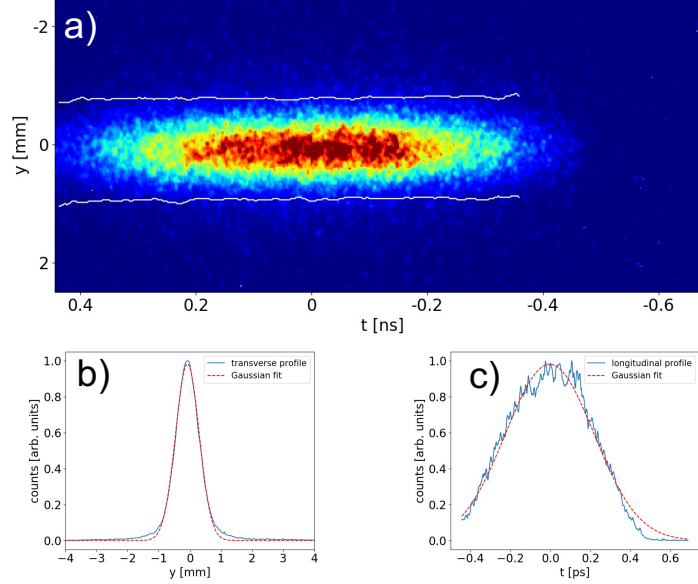 a)
-2
0
2
y [mm]
0.4 0.2 0 -0.2 -0.4 -0.6
t [ns]
b)
transverse profile
Gaussian fit
1.0
0.8
0.6
0.4
0.2
0.0
counts [arb. units]
−4 −3 −2 −1 0 1 2 3 4
y [mm]
c)
longitudinal profile
Gaussian fit
1.0
0.8
0.6
0.4
0.2
0.0
counts [arb. units]
−0.4 −0.2 0.0 0.2 0.4 0.6
t [ps]